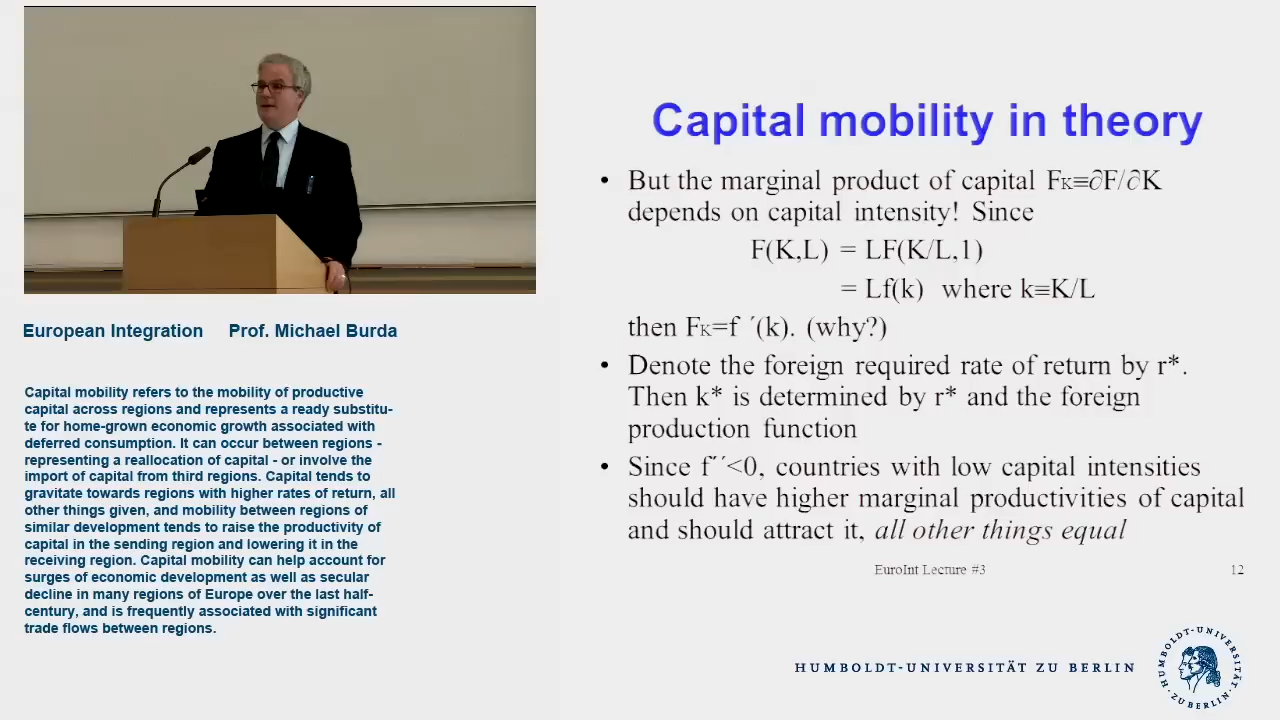 Capital mobility in theory
• But the marginal product of capital FK≡∂F/∂K
depends on capital intensity! Since
F(K,L) = LF(K/L,1)
= Lf(k) where k≡K/L
then FK=f ´(k). (why?)
• Denote the foreign required rate of return by r*.
Then k* is determined by r* and the foreign
production function
• Since f´´<0, countries with low capital intensities
should have higher marginal productivities of capital
and should attract it, all other things equal
EuroInt Lecture #3 12
European Integration Prof. Michael Burda
Capital mobility refers to the mobility of productive
capital across regions and represents a ready substitu-
te for home-grown economic growth associated with
deferred consumption. It can occur between regions -
representing a reallocation of capital - or involve the
import of capital from third regions. Capital tends to
gravitate towards regions with higher rates of return, all
other things given, and mobility between regions of
similar development tends to raise the productivity of
capital in the sending region and lowering it in the
receiving region. Capital mobility can help account for
surges of economic development as well as secular
decline in many regions of Europe over the last half-
century, and is frequently associated with significant
trade flows between regions.
HUMBOLDT-UNIVERSITÄT ZU BERLIN
HUMBOLDT-UNIVERSITÄT
ZU BERLIN